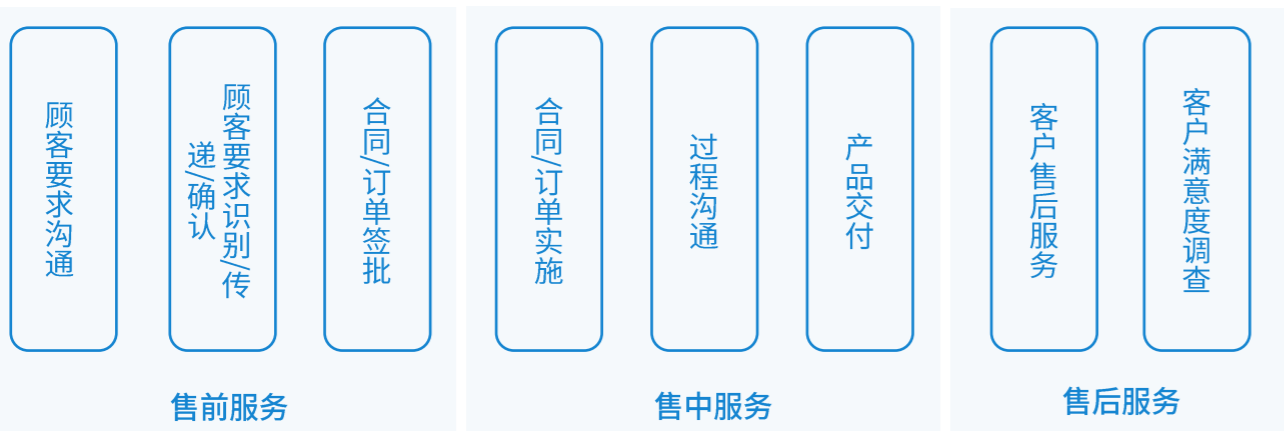 顾客要求沟通
顾客要求识别/传
递/确认
合同/订单签批
售前服务
合同/订单实施
过程沟通
产品交付
售中服务
客户售后服务
客户满意度调查
售后服务